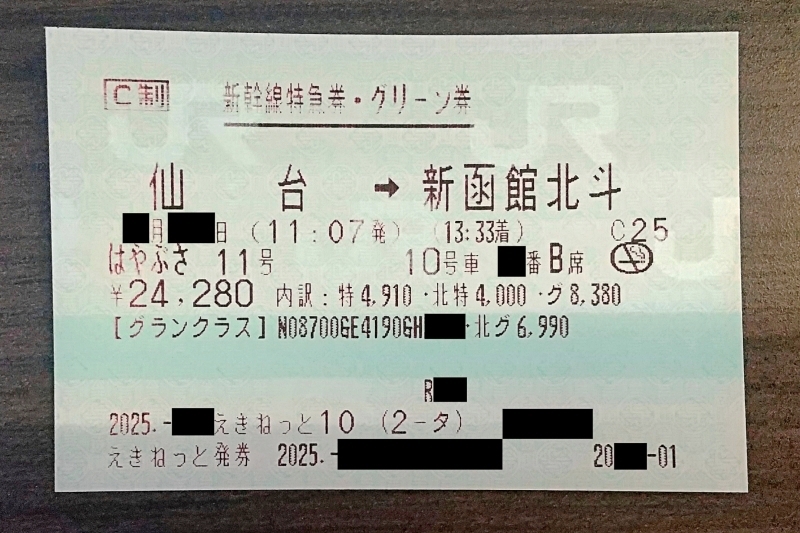 C制 新幹線特急券・グリーン券
仙 台 ➡ 新函館北斗
月 日 (11:07発) (13:33着) C25
はやぶさ 11号 10号車 番 B席
¥24,280 内訳:特4,910・北特4,000・グ8,380
[グランクラス] N08700GE4190GH ・北グ6,990
R
2025.- えきねっと10 (2-タ)
えきねっと発券 2025.- 20 -01